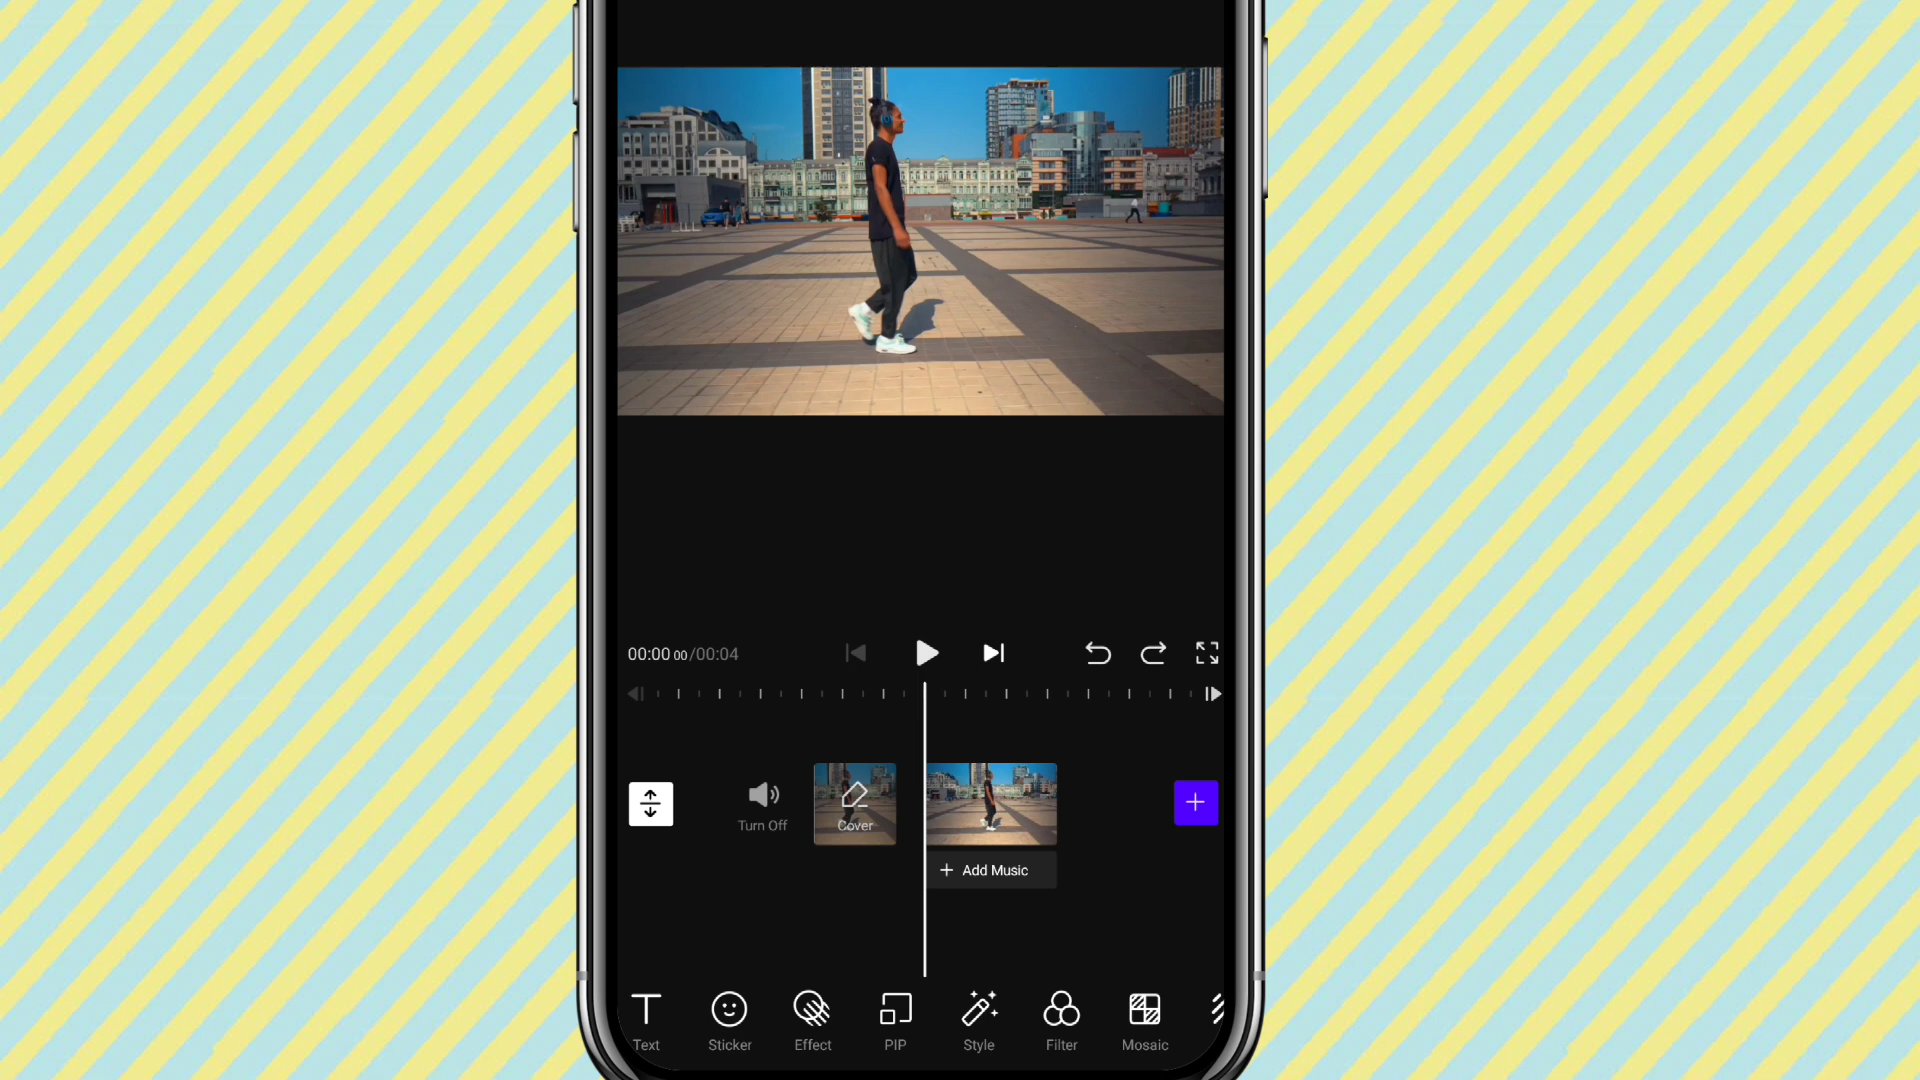 00:00 00/00:04
Turn Off
Cover
Add Music
Text
Sticker
Effect
PIP
Style
Filter
Mosaic